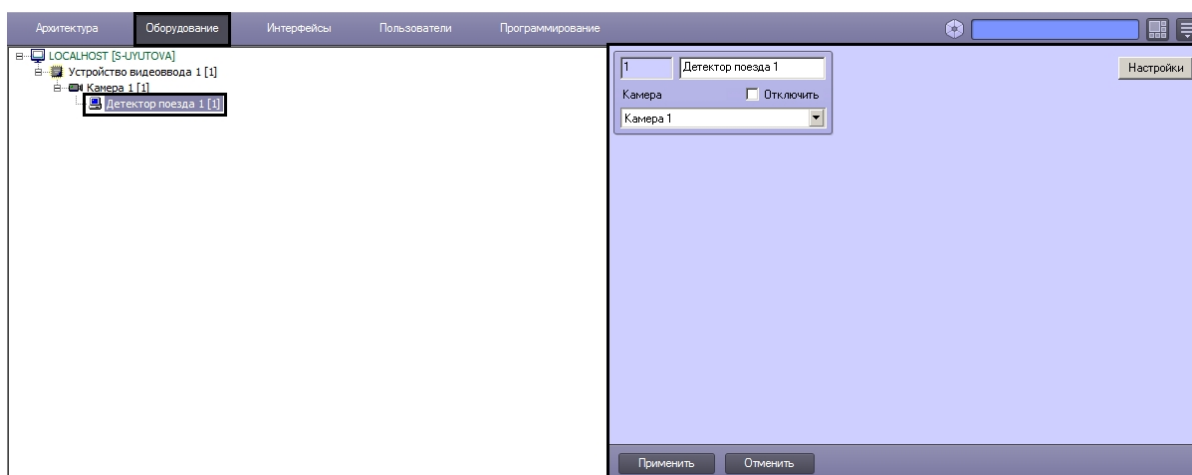 Архитектура Оборудование Интерфейсы Пользователи Программирование
LOCALHOST [S-UYUTOVA]
Устройство видеоввода 1 [1]
Камера 1 [1]
Детектор поезда 1 [1]
1 Детектор поезда 1 Настройки
Камера Отключить
Камера 1
Применить Отменить